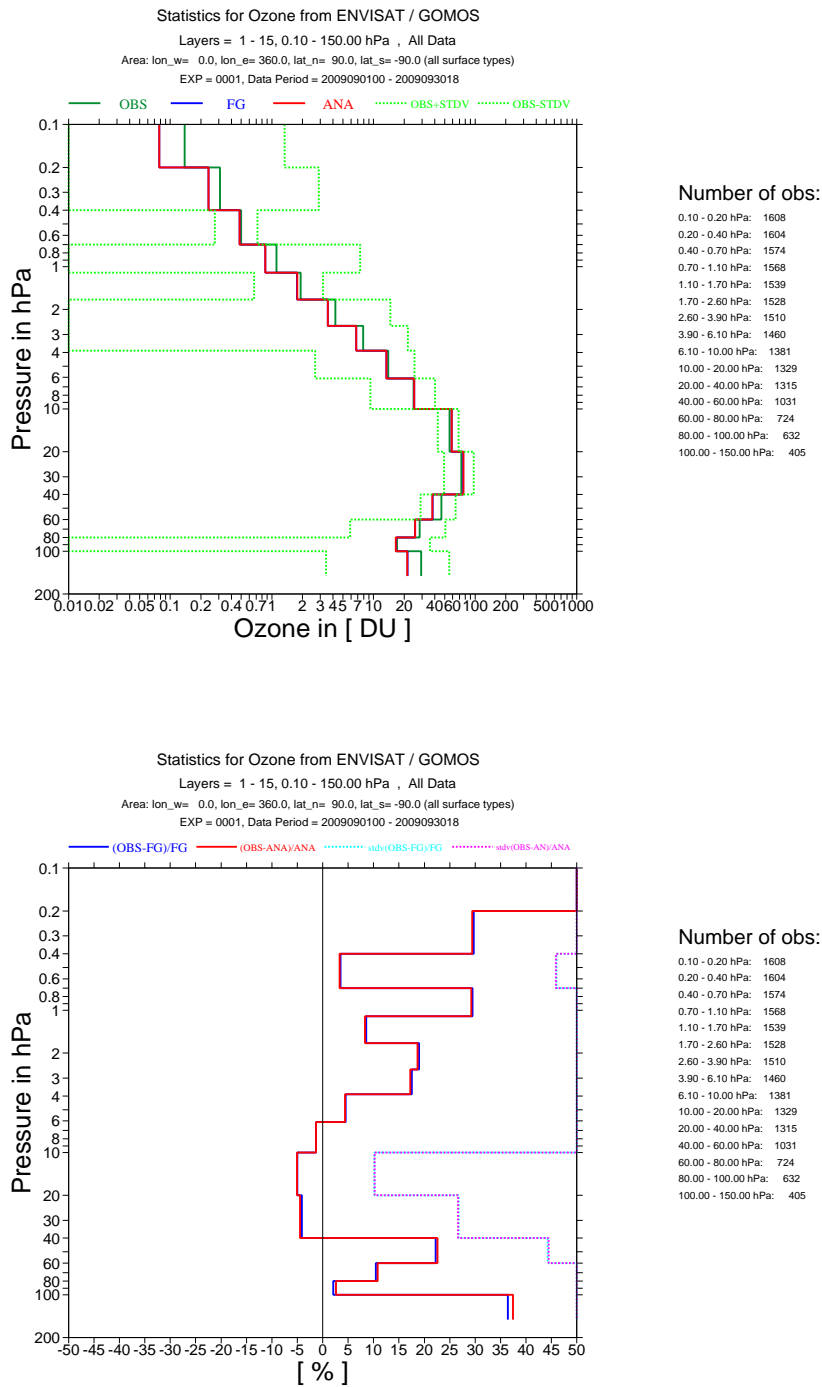 Statistics for Ozone from ENVISAT / GOMOS
Layers = 1 - 15, 0.10 - 150.00 hPa , All Data
Area: lon_w= 0.0, lon_e= 360.0, lat_n= 90.0, lat_s= -90.0 (all surface types)
EXP = 0001, Data Period = 2009090100 - 2009093018
OBS FG ANA OBS+STDV OBS-STDV
0.1
0.2
0.3
0.4
0.6
0.8
1
2
3
4
6
8
10
20
30
40
60
80
100
200
Pressure in hPa
0.01 0.02 0.05 0.1 0.2 0.4 0.7 1 2 3 4 5 7 10 20 40 60 100 200 500 1000
Ozone in [ DU ]
Number of obs:
0.10 - 0.20 hPa: 1608
0.20 - 0.40 hPa: 1604
0.40 - 0.70 hPa: 1574
0.70 - 1.10 hPa: 1568
1.10 - 1.70 hPa: 1539
1.70 - 2.60 hPa: 1528
2.60 - 3.90 hPa: 1510
3.90 - 6.10 hPa: 1460
6.10 - 10.00 hPa: 1381
10.00 - 20.00 hPa: 1329
20.00 - 40.00 hPa: 1315
40.00 - 60.00 hPa: 1031
60.00 - 80.00 hPa: 724
80.00 - 100.00 hPa: 632
100.00 - 150.00 hPa: 405
Statistics for Ozone from ENVISAT / GOMOS
Layers = 1 - 15, 0.10 - 150.00 hPa , All Data
Area: lon_w= 0.0, lon_e= 360.0, lat_n= 90.0, lat_s= -90.0 (all surface types)
EXP = 0001, Data Period = 2009090100 - 2009093018
(OBS-FG)/FG (OBS-ANA)/ANA stdv(OBS-FG)/FG stdv(OBS-AN)/ANA
0.1
0.2
0.3
0.4
0.6
0.8
1
2
3
4
6
8
10
20
30
40
60
80
100
200
Pressure in hPa
-50 -45 -40 -35 -30 -25 -20 -15 -10 -5 0 5 10 15 20 25 30 35 40 45 50
[ % ]
Number of obs:
0.10 - 0.20 hPa: 1608
0.20 - 0.40 hPa: 1604
0.40 - 0.70 hPa: 1574
0.70 - 1.10 hPa: 1568
1.10 - 1.70 hPa: 1539
1.70 - 2.60 hPa: 1528
2.60 - 3.90 hPa: 1510
3.90 - 6.10 hPa: 1460
6.10 - 10.00 hPa: 1381
10.00 - 20.00 hPa: 1329
20.00 - 40.00 hPa: 1315
40.00 - 60.00 hPa: 1031
60.00 - 80.00 hPa: 724
80.00 - 100.00 hPa: 632
100.00 - 150.00 hPa: 405